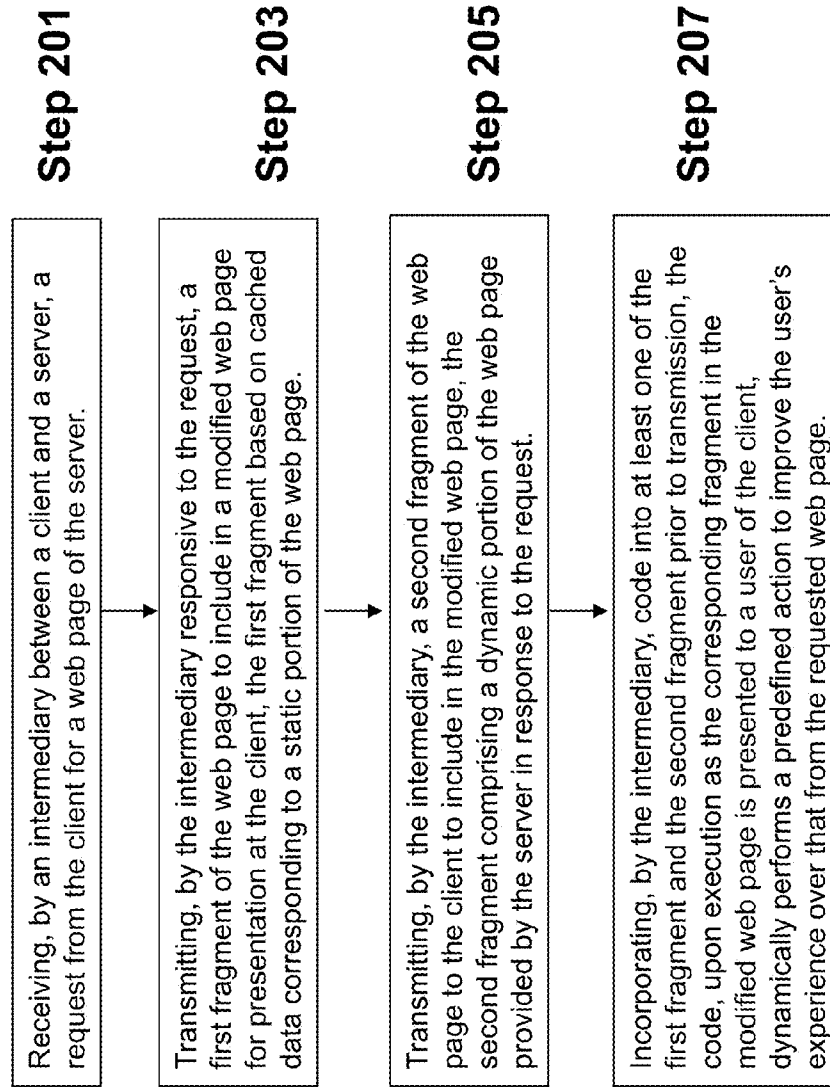 Receiving, by an intermediary between a client and a server, a
request from the client for a web page of the server.
Step 201
Transmitting, by the intermediary responsive to the request, a
first fragment of the web page to include in a modified web page
for presentation at the client, the first fragment based on cached
data corresponding to a static portion of the web page.
Step 203
Transmitting, by the intermediary, a second fragment of the web
page to the client to include in the modified web page, the
second fragment comprising a dynamic portion of the web page
provided by the server in response to the request.
Step 205
Incorporating, by the intermediary, code into at least one of the
first fragment and the second fragment prior to transmission, the
code, upon execution as the corresponding fragment in the
modified web page is presented to a user of the client,
dynamically performs a predefined action to improve the user's
experience over that from the requested web page.
Step 207